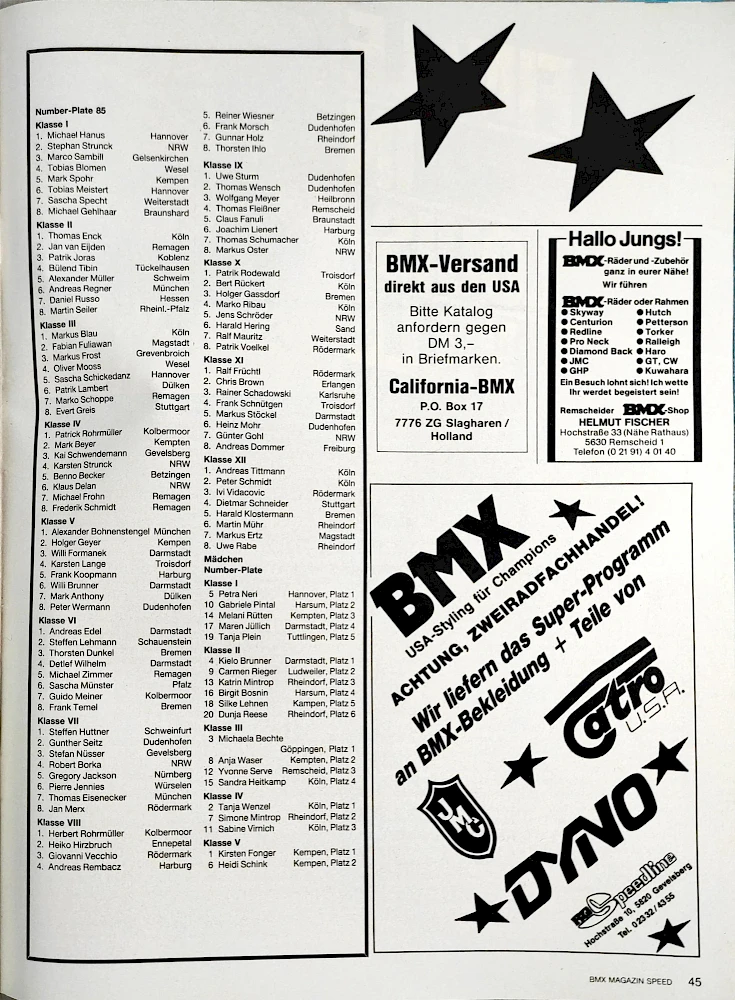 Number-Plate 85
Klasse I
1. Michael Hanus Hannover
2. Stephan Strunck NRW
3. Marco Sambill Gelsenkirchen
4. Tobias Blomen Wesel
5. Mark Spohr Kempen
6. Tobias Meistert Hannover
7. Sascha Specht Weiterstadt
8. Michael Gehlhaar Braunshard
Klasse II
1. Thomas Enck Köln
2. Jan van Eijden Remagen
3. Patrik Joras Koblenz
4. Bülend Tibin Tückelhausen
5. Alexander Müller Schwelm
6. Andreas Regner München
7. Daniel Russo Hessen
8. Martin Seiler Rheinl.-Pfalz
Klasse III
1. Markus Blau Köln
2. Fabian Fuliawan Magstadt
3. Markus Frost Grevenbroich
4. Oliver Mooss Wesel
5. Sascha Schickedanz Hannover
6. Patrik Lambert Dülken
7. Marko Schoppe Remagen
8. Evert Greis Stuttgart
Klasse IV
1. Patrick Rohrmüller Kolbermoor
2. Mark Beyer Kempten
3. Kai Schwendemann Gevelsberg
4. Karsten Strunck NRW
5. Benno Becker Betzingen
6. Klaus Delan NRW
7. Michael Frohn Remagen
8. Frederik Schmidt Remagen
Klasse V
1. Alexander Bohnenstengel München
2. Holger Geyer Kempen
3. Willi Formanek Darmstadt
4. Karsten Lange Troisdorf
5. Frank Koopmann Harburg
6. Willi Brunner Darmstadt
7. Mark Anthony Dülken
8. Peter Wermann Dudenhofen
Klasse VI
1. Andreas Edel Darmstadt
2. Steffen Lehmann Schauenstein
3. Thorsten Dunkel Bremen
4. Detlef Wilhelm Darmstadt
5. Michael Zimmer Remagen
6. Sascha Münster Pfalz
7. Guido Meiner Kolbermoor
8. Frank Temel Bremen
Klasse VII
1. Steffen Huttner Schweinfurt
2. Gunther Seitz Dudenhofen
3. Stefan Nüsser Gevelsberg
4. Robert Borka NRW
5. Gregory Jackson Nürnberg
6. Pierre Jennies Würselen
7. Thomas Eisenecker München
8. Jan Merx Rödermark
Klasse VIII
1. Herbert Rohrmüller Kolbermoor
2. Heiko Hirzbruch Ennepetal
3. Giovanni Vecchio Rödermark
4. Andreas Rembacz Harburg
5. Reiner Wiesner Betzingen
6. Frank Morsch Dudenhofen
7. Gunnar Holz Rheindorf
8. Thorsten Ihlo Bremen
Klasse IX
1. Uwe Sturm Dudenhofen
2. Thomas Wensch Dudenhofen
3. Wolfgang Meyer Heilbronn
4. Thomas Fleißner Remscheid
5. Claus Fanuli Braunstadt
6. Joachim Lienert Harburg
7. Thomas Schumacher Köln
8. Markus Oster NRW
Klasse X
1. Patrik Rodewald Troisdorf
2. Bert Rückert Köln
3. Holger Gassdorf Bremen
4. Marko Ribau Köln
5. Jens Schröder NRW
6. Harald Hering Sand
7. Ralf Mauritz Weiterstadt
8. Patrik Voelkel Rödermark
Klasse XI
1. Ralf Früchtl Rödermark
2. Chris Brown Erlangen
3. Rainer Schadowski Karlsruhe
4. Frank Schnütgen Troisdorf
5. Markus Stöckel Darmstadt
6. Heinz Mohr Dudenhofen
7. Günter Gohl NRW
8. Andreas Dommer Freiburg
Klasse XII
1. Andreas Tittmann Köln
2. Peter Schmidt Köln
3. Ivi Vidacovic Rödermark
4. Dietmar Schneider Stuttgart
5. Harald Klostermann Bremen
6. Martin Mühr Rheindorf
7. Markus Ertz Magstadt
8. Uwe Rabe Rheindorf
Mädchen
Number-Plate
Klasse I
5 Petra Neri Hannover, Platz 1
10 Gabriele Pintal Harsum, Platz 2
14 Melani Rütten Kempten, Platz 3
17 Maren Jüllich Darmstadt, Platz 4
19 Tanja Plein Tuttlingen, Platz 5
Klasse II
4 Kielo Brunner Darmstadt, Platz 1
9 Carmen Rieger Ludweiler, Platz 2
13 Katrin Mintrop Rheindorf, Platz 3
16 Birgit Bosnin Harsum, Platz 4
18 Silke Lehnen Kampen, Platz 5
20 Dunja Reese Rheindorf, Platz 6
Klasse III
3 Michaela Bechte
Göppingen, Platz 1
8 Anja Waser Kempten, Platz 2
12 Yvonne Serve Remscheid, Platz 3
15 Sandra Heitkamp Köln, Platz 4
Klasse IV
2 Tanja Wenzel Köln, Platz 1
7 Simone Mintrop Rheindorf, Platz 2
11 Sabine Virnich Köln, Platz 3
Klasse V
1 Kirsten Fonger Kempen, Platz 1
6 Heidi Schink Kempen, Platz 2
BMX-Versand
direkt aus den USA
Bitte Katalog
anfordern gegen
DM 3,–
in Briefmarken.
California-BMX
P.O. Box 17
7776 ZG Slagharen /
Holland
Hallo Jungs!
BMX-Räder und -Zubehör
ganz in eurer Nähe!
Wir führen
BMX-Räder oder Rahmen
● Skyway ● Hutch
● Centurion ● Petterson
● Redline ● Torker
● Pro Neck ● Ralleigh
● Diamond Back ● Haro
● JMC ● GT, CW
● GHP ● Kuwahara
Ein Besuch lohnt sich! Ich wette
Ihr werdet begeistert sein!
Remscheider BMX-Shop
HELMUT FISCHER
Hochstraße 33 (Nähe Rathaus)
5630 Remscheid 1
Telefon (0 21 91) 4 01 40
BMX
USA-Styling für Champions
ACHTUNG, ZWEIRADFACHHANDEL!
Wir liefern das Super-Programm
an BMX-Bekleidung + Teile von
Catro
U.S.A.
JMC
DYNO
Speedline
Hochstraße 10, 5820 Gevelsberg
Tel. 0 23 32 / 43 55
BMX MAGAZIN SPEED 45